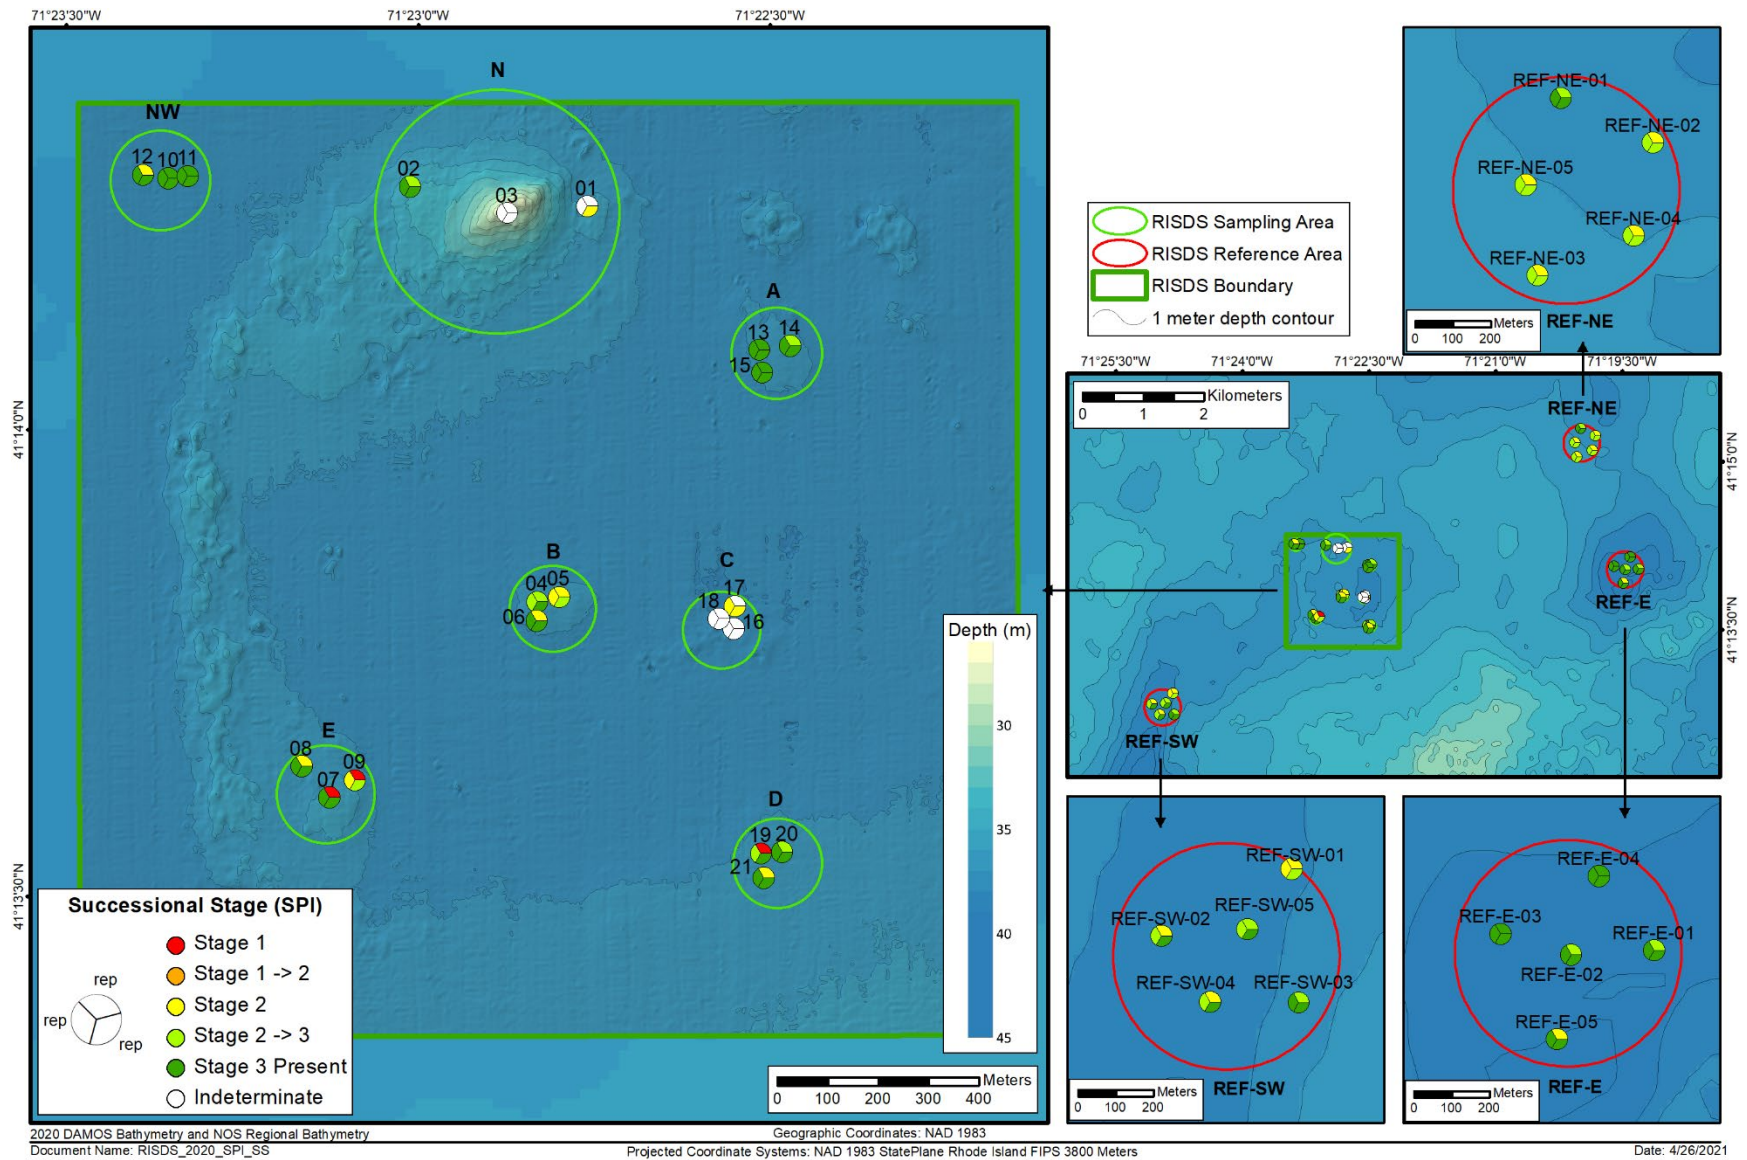 71°23'30"W
71°23'0"W
71°22'30"W
41°14'0"N
41°13'30"N
N
NW
12
10
11
02
03
01
A
13
14
15
B
04
05
06
C
17
18
16
E
08
09
07
D
19
20
21
Depth (m)
30
35
40
45
Successional Stage (SPI)
rep
rep
rep
Stage 1
Stage 1 -> 2
Stage 2
Stage 2 -> 3
Stage 3 Present
Indeterminate
Meters
0 100 200 300 400
RISDS Sampling Area
RISDS Reference Area
RISDS Boundary
1 meter depth contour
REF-NE-01
REF-NE-02
REF-NE-05
REF-NE-04
REF-NE-03
Meters
0 100 200
REF-NE
71°25'30"W
71°24'0"W
71°22'30"W
71°21'0"W
71°19'30"W
Kilometers
0 1 2
REF-NE
REF-E
REF-SW
41°15'0"N
41°13'30"N
REF-SW-01
REF-SW-02
REF-SW-05
REF-SW-04
REF-SW-03
Meters
0 100 200
REF-SW
REF-E-04
REF-E-03
REF-E-01
REF-E-02
REF-E-05
Meters
0 100 200
REF-E
2020 DAMOS Bathymetry and NOS Regional Bathymetry
Geographic Coordinates: NAD 1983
Document Name: RISDS_2020_SPI_SS
Projected Coordinate Systems: NAD 1983 StatePlane Rhode Island FIPS 3800 Meters
Date: 4/26/2021